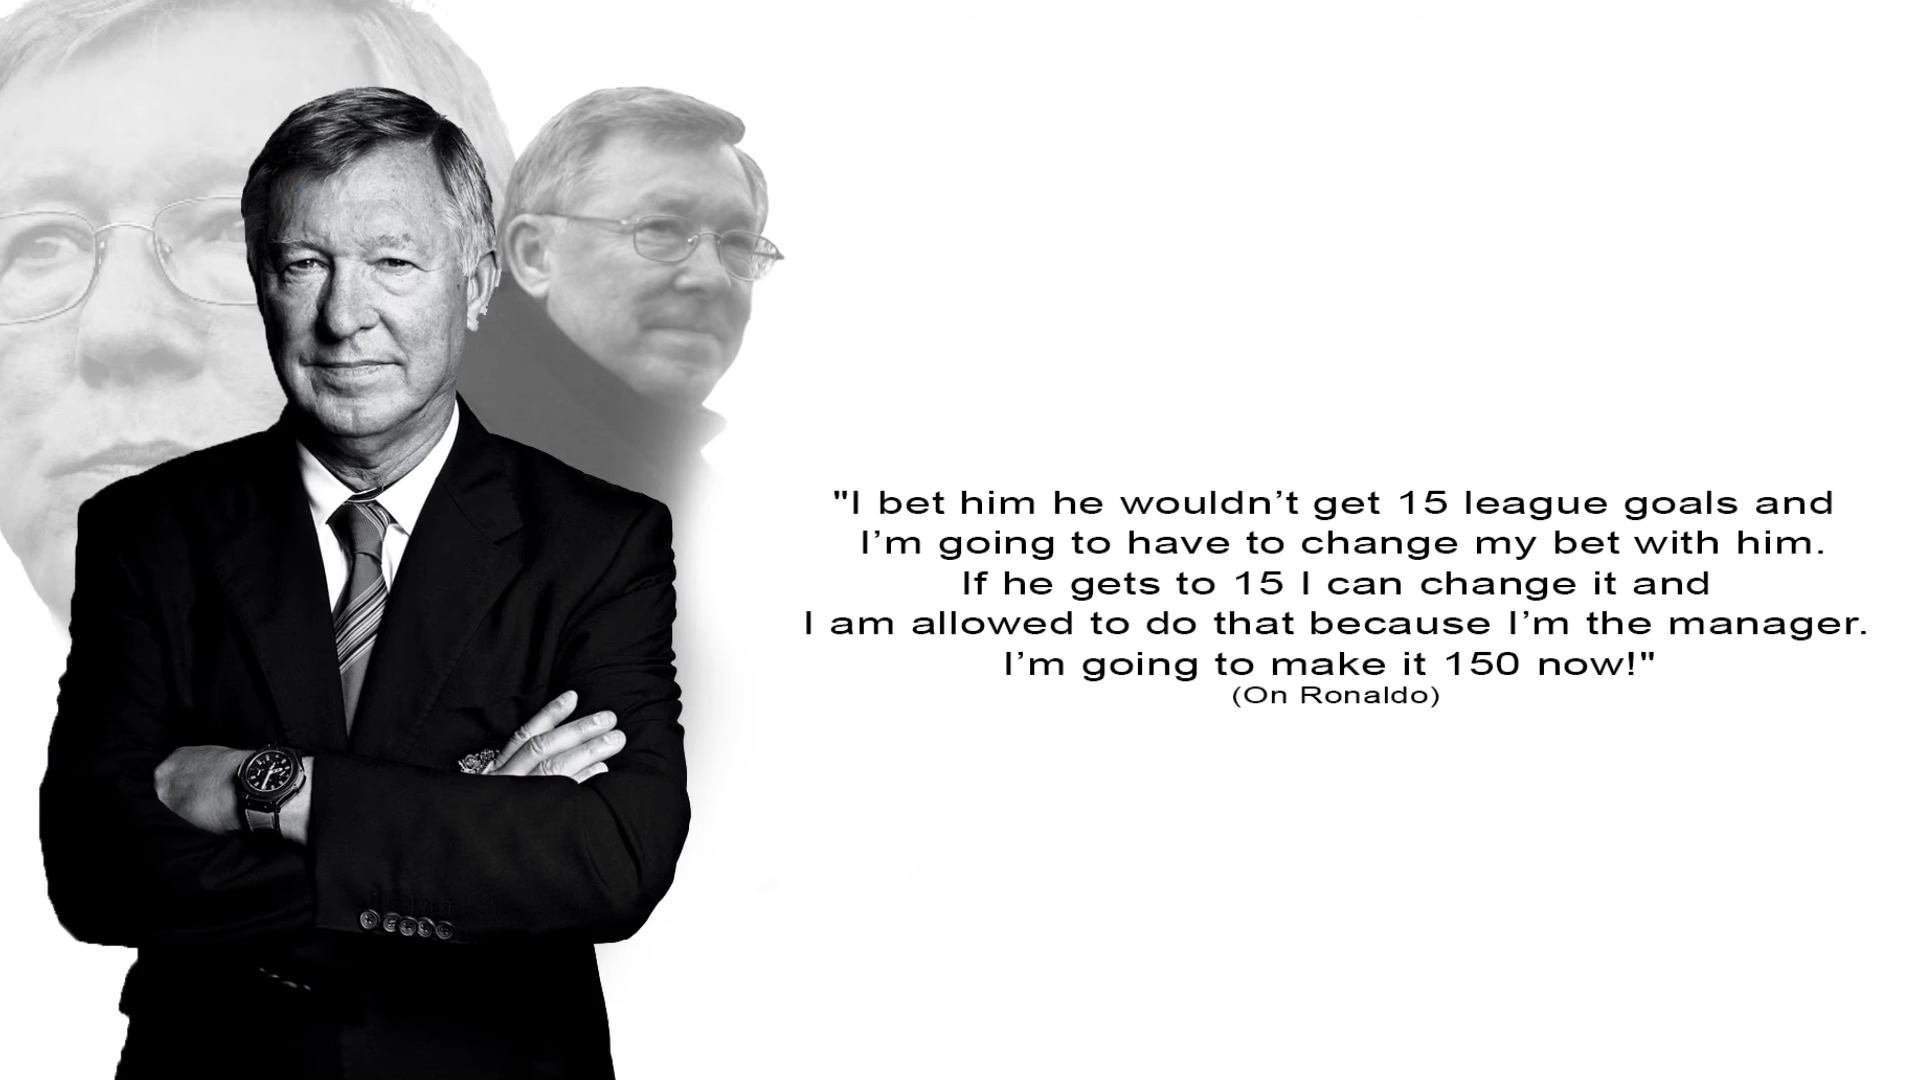 "I bet him he wouldn’t get 15 league goals and
I’m going to have to change my bet with him.
If he gets to 15 I can change it and
I am allowed to do that because I’m the manager.
I’m going to make it 150 now!"
(On Ronaldo)